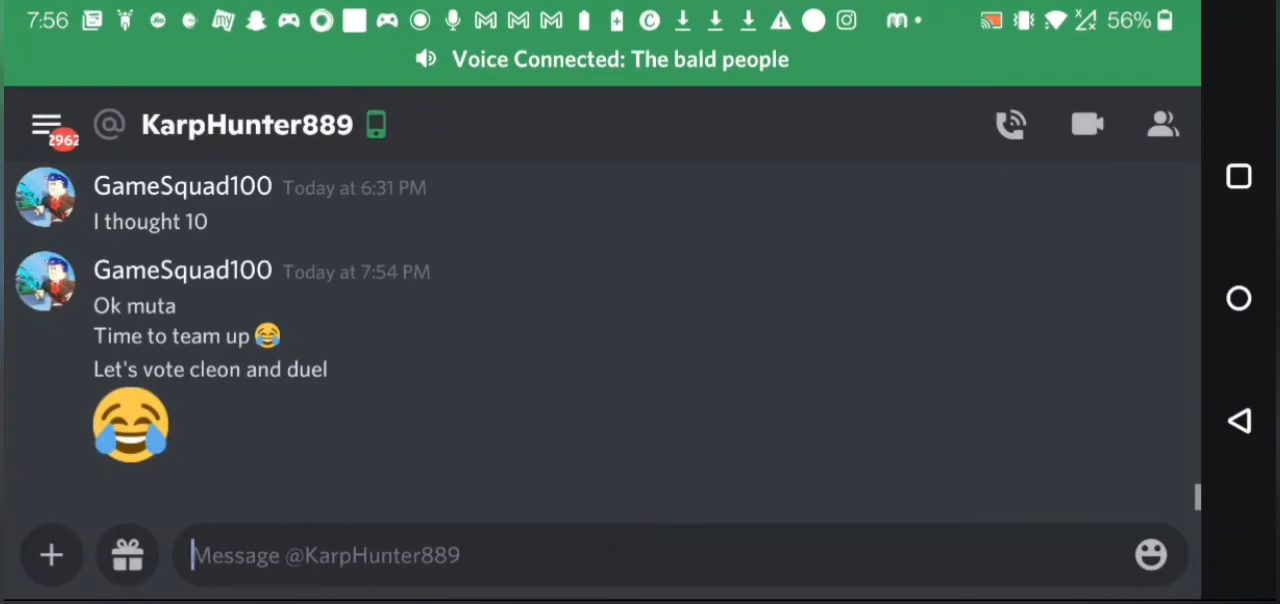 7:56
56%
Voice Connected: The bald people
2962
@ KarpHunter889
GameSquad100 Today at 6:31 PM
I thought 10
GameSquad100 Today at 7:54 PM
Ok muta
Time to team up 😂
Let's vote cleon and duel
😂
Message @KarpHunter889